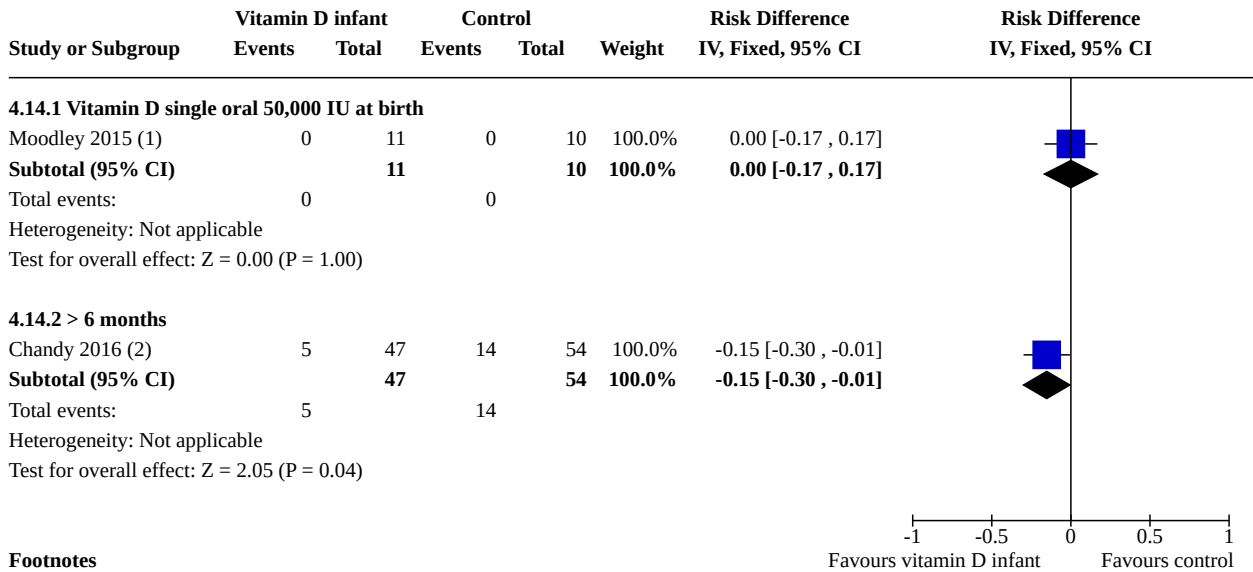 Vitamin D infant Control Risk Difference Risk Difference
Study or Subgroup Events Total Events Total Weight IV, Fixed, 95% CI IV, Fixed, 95% CI
4.14.1 Vitamin D single oral 50,000 IU at birth
Moodley 2015 (1) 0 11 0 10 100.0% 0.00 [-0.17 , 0.17]
Subtotal (95% CI) 11 10 100.0% 0.00 [-0.17 , 0.17]
Total events: 0 0
Heterogeneity: Not applicable
Test for overall effect: Z = 0.00 (P = 1.00)
4.14.2 > 6 months
Chandy 2016 (2) 5 47 14 54 100.0% -0.15 [-0.30 , -0.01]
Subtotal (95% CI) 47 54 100.0% -0.15 [-0.30 , -0.01]
Total events: 5 14
Heterogeneity: Not applicable
Test for overall effect: Z = 2.05 (P = 0.04)
-1 -0.5 0 0.5 1
Footnotes Favours vitamin D infant Favours control